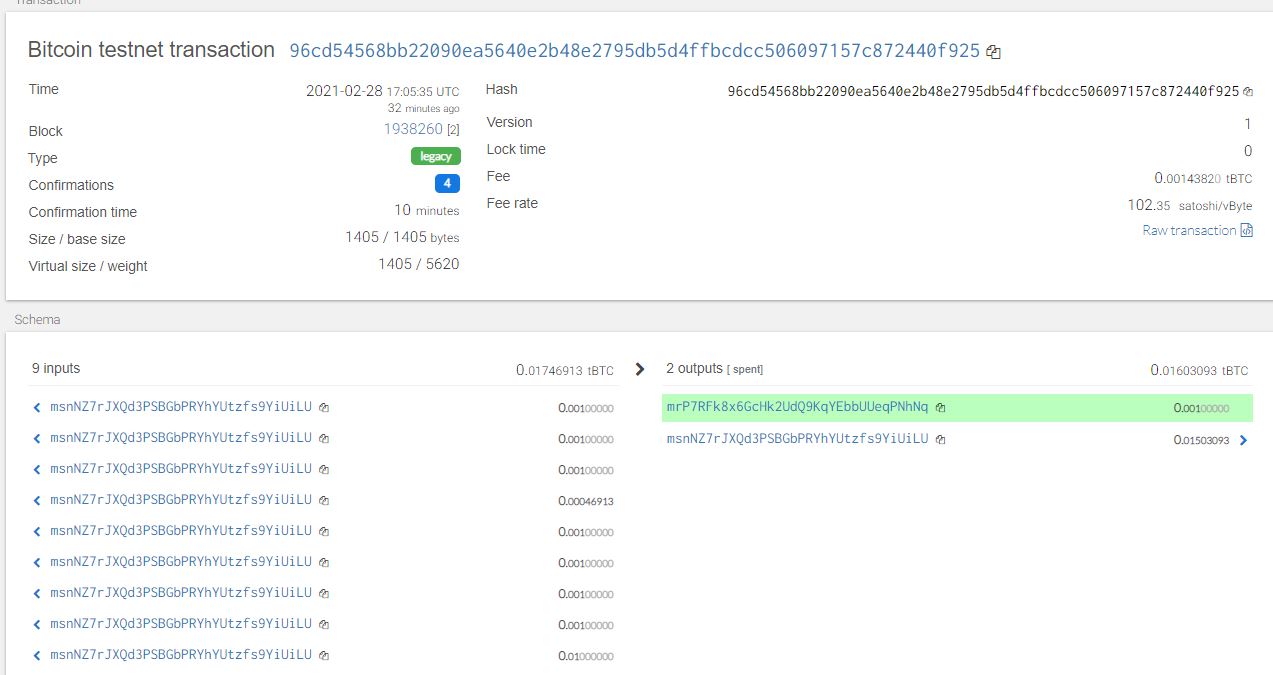 Transaction
Bitcoin testnet transaction 96cd54568bb22090ea5640e2b48e2795db5d4ffbcdcc506097157c872440f925
Time 2021-02-28 17:05:35 UTC
32 minutes ago
Block 1938260 [2]
Type legacy
Confirmations 4
Confirmation time 10 minutes
Size / base size 1405 / 1405 bytes
Virtual size / weight 1405 / 5620
Hash 96cd54568bb22090ea5640e2b48e2795db5d4ffbcdcc506097157c872440f925
Version 1
Lock time 0
Fee 0.00143820 tBTC
Fee rate 102.35 satoshi/vByte
Raw transaction
Schema
9 inputs 0.01746913 tBTC
msnNZ7rJXQd3PSBGbPRYhYUtzfs9YiUiLU 0.00100000
msnNZ7rJXQd3PSBGbPRYhYUtzfs9YiUiLU 0.00100000
msnNZ7rJXQd3PSBGbPRYhYUtzfs9YiUiLU 0.00100000
msnNZ7rJXQd3PSBGbPRYhYUtzfs9YiUiLU 0.00046913
msnNZ7rJXQd3PSBGbPRYhYUtzfs9YiUiLU 0.00100000
msnNZ7rJXQd3PSBGbPRYhYUtzfs9YiUiLU 0.00100000
msnNZ7rJXQd3PSBGbPRYhYUtzfs9YiUiLU 0.00100000
msnNZ7rJXQd3PSBGbPRYhYUtzfs9YiUiLU 0.00100000
msnNZ7rJXQd3PSBGbPRYhYUtzfs9YiUiLU 0.01000000
2 outputs [ spent] 0.01603093 tBTC
mrP7RFk8x6GcHk2UdQ9KqYEbbUUeqPNhNq 0.00100000
msnNZ7rJXQd3PSBGbPRYhYUtzfs9YiUiLU 0.01503093